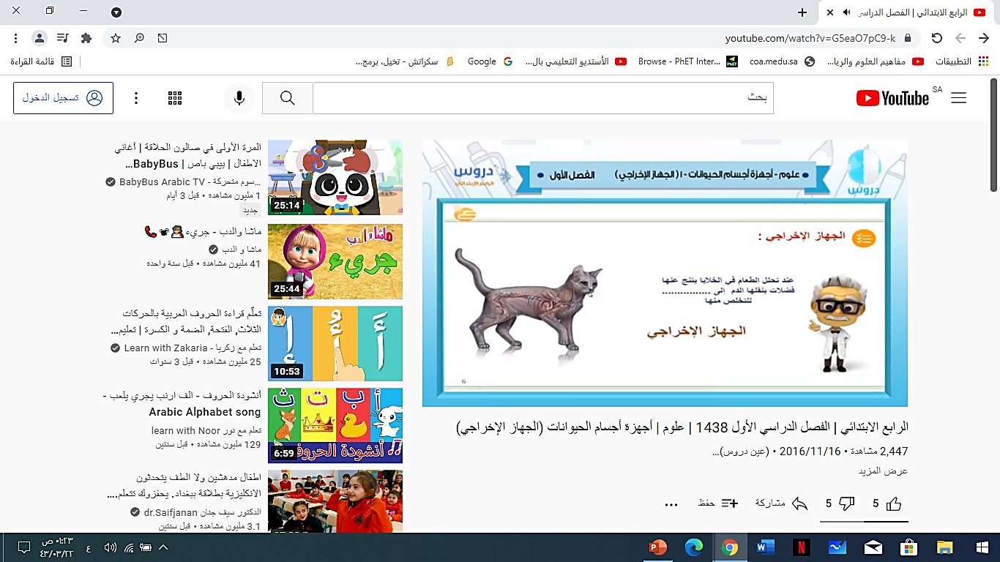 الرابع الابتدائي | الفصل الدراسي
youtube.com/watch?v=G5eaO7pC9-k
التطبيقات
مفاهيم العلوم والريا...
coa.medu.sa
Browse - PhET Inter...
الأستديو التعليمي بال...
Google
سكراتش - تخيل، برمج...
قائمة القراءة
YouTube SA
بحث
تسجيل الدخول
دروس
علوم - أجهزة أجسام الحيوانات - ١ ( الجهاز الإخراجي )
الفصل الأول
دروس
الرابع الابتدائي
الجهاز الإخراجي :
عند تحلل الطعام في الخلايا ينتج عنها
فضلات ينقلها الدم إلى ................
للتخلص منها
الجهاز الإخراجي
6
الرابع الابتدائي | الفصل الدراسي الأول 1438 | علوم | أجهزة أجسام الحيوانات (الجهاز الإخراجي)
2,447 مشاهدة • 2016/11/16 • (عين دروس)...
عرض المزيد
5
5
مشاركة
حفظ
25:14
المرة الأولى في صالون الحلاقة | أغاني
الاطفال | بيبي باص | BabyBus...
...سوم متحركة - BabyBus Arabic TV
1 مليون مشاهدة • قبل 3 أيام
جديد
ماشا والدب
جريء
25:44
ماشا والدب - جريء
ماشا و الدب
41 مليون مشاهدة • قبل سنة واحدة
أَ
أُ
إِ
10:53
تعلّم قراءة الحروف العربية بالحركات
الثلاث, الفتحة, الضمة و الكسرة | تعليم...
تعلم مع زكريا - Learn with Zakaria
25 مليون مشاهدة • قبل 3 سنوات
أ
ب
ت
ث
أنشودة الحروف
6:59
أنشودة الحروف - الف ارنب يجري يلعب -
Arabic Alphabet song
تعلم مع نور learn with Noor
129 مليون مشاهدة • قبل سنتين
اطفال مدهشين ولا الطف يتحدثون
الانكليزية بطلاقة ببغداد. يحفزوك تتعلم....
الدكتور سيف جنان dr.Saifjanan
3.1 مليون مشاهدة • قبل سنتين
ع
٠١:٢٣ ص
٤٣/٠٣/٢٢